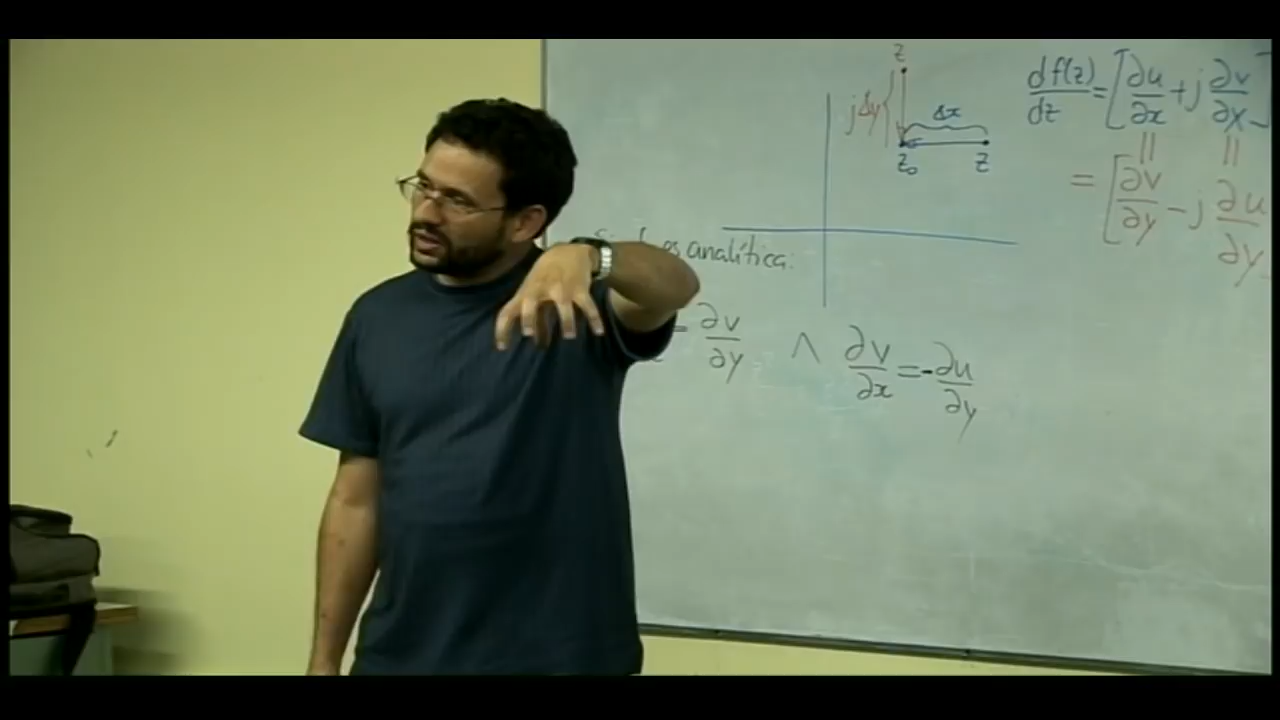 z
jΔy
Δx
z₀ z
df(z)/dz = [∂u/∂x + j ∂v/∂x
= [∂v/∂y - j ∂u/∂y
es analítica:
= ∂v/∂y ∧ ∂v/∂x = -∂u/∂y